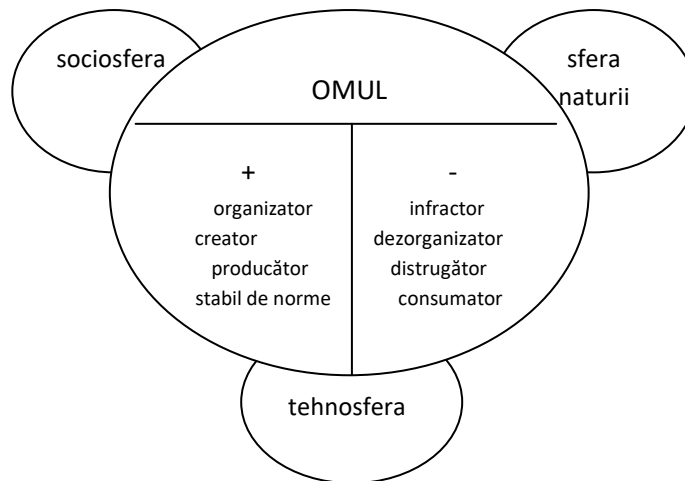 sociosfera
sfera
naturii
OMUL
+
organizator
creator
producător
stabil de norme
-
infractor
dezorganizator
distrugător
consumator
tehnosfera